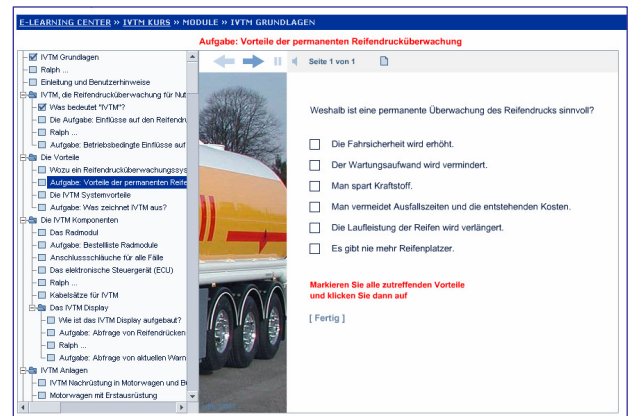 E-LEARNING CENTER » IVTM KURS » MODULE » IVTM GRUNDLAGEN
Aufgabe: Vorteile der permanenten Reifendrucküberwachung
IVTM Grundlagen
Ralph ...
Einleitung und Benutzerhinweise
IVTM, die Reifendrucküberwachung für Nut
Was bedeutet "IVTM"?
Die Aufgabe: Einflüsse auf den Reifendru
Ralph ...
Aufgabe: Betriebsbedingte Einflüsse auf
Die Vorteile
Wozu ein Reifendrucküberwachungssys
Aufgabe: Vorteile der permanenten Reife
Die IVTM Systemvorteile
Aufgabe: Was zeichnet IVTM aus?
Die IVTM Komponenten
Das Radmodul
Aufgabe: Bestellliste Radmodule
Anschlussschläuche für alle Fälle
Das elektronische Steuergerät (ECU)
Ralph ...
Kabelsätze für IVTM
Das IVTM Display
Wie ist das IVTM Display aufgebaut?
Aufgabe: Abfrage von Reifendrücken
Ralph ...
Aufgabe: Abfrage von aktuellen Warn
IVTM Anlagen
IVTM Nachrüstung in Motorwagen und
Motorwagen mit Erstausrüstung
Seite 1 von 1
Weshalb ist eine permanente Überwachung des Reifendrucks sinnvoll?
Die Fahrsicherheit wird erhöht.
Der Wartungsaufwand wird vermindert.
Man spart Kraftstoff.
Man vermeidet Ausfallszeiten und die entstehenden Kosten.
Die Laufleistung der Reifen wird verlängert.
Es gibt nie mehr Reifenplatzer.
Markieren Sie alle zutreffenden Vorteile
und klicken Sie dann auf
[ Fertig ]